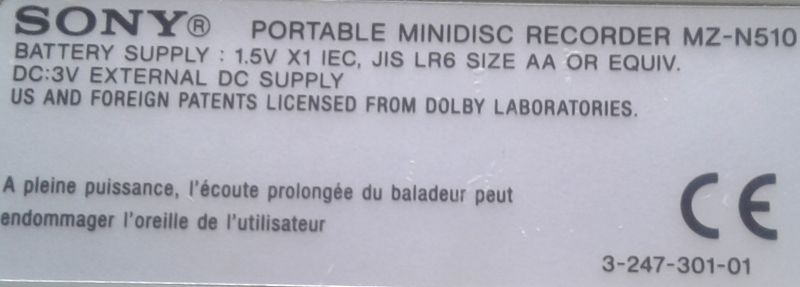 SONY® PORTABLE MINIDISC RECORDER MZ-N510
BATTERY SUPPLY : 1.5V X1 IEC, JIS LR6 SIZE AA OR EQUIV.
DC:3V EXTERNAL DC SUPPLY
US AND FOREIGN PATENTS LICENSED FROM DOLBY LABORATORIES.
A pleine puissance, l'écoute prolongée du baladeur peut
endommager l'oreille de l'utilisateur
CE
3-247-301-01